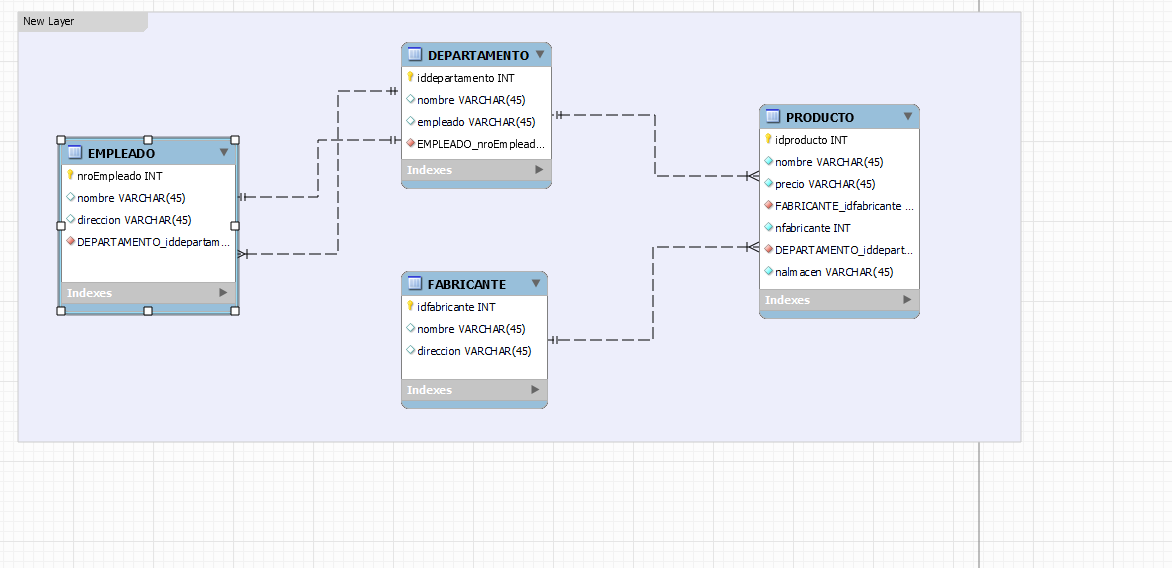 New Layer
DEPARTAMENTO
iddepartamento INT
nombre VARCHAR(45)
empleado VARCHAR(45)
EMPLEADO_nroEmplead...
Indexes
EMPLEADO
nroEmpleado INT
nombre VARCHAR(45)
direccion VARCHAR(45)
DEPARTAMENTO_iddepartam...
Indexes
FABRICANTE
idfabricante INT
nombre VARCHAR(45)
direccion VARCHAR(45)
Indexes
PRODUCTO
idproducto INT
nombre VARCHAR(45)
precio VARCHAR(45)
FABRICANTE_idfabricante ...
nfabricante INT
DEPARTAMENTO_iddepart...
nalmacen VARCHAR(45)
Indexes